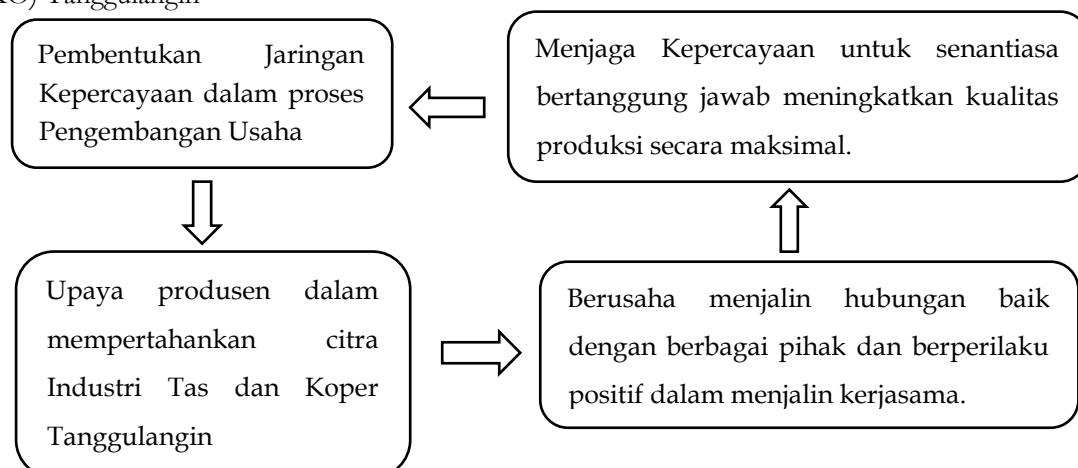 Tanggulangin
Pembentukan Jaringan
Kepercayaan dalam proses
Pengembangan Usaha
Menjaga Kepercayaan untuk senantiasa
bertanggung jawab meningkatkan kualitas
produksi secara maksimal.
Upaya produsen dalam
mempertahankan citra
Industri Tas dan Koper
Tanggulangin
Berusaha menjalin hubungan baik
dengan berbagai pihak dan berperilaku
positif dalam menjalin kerjasama.